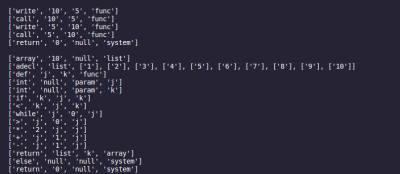 ['write', '10', '5', 'func']
['call', '10', '5', 'func']
['write', '5', '10', 'func']
['call', '5', '10', 'func']
['return', '0', 'null', 'system']
['array', '10', 'null', 'list']
['adecl', 'list', ['1'], ['2'], ['3'], ['4'], ['5'], ['6'], ['7'], ['8'], ['9'], ['10']]
['def', 'j', 'k', 'func']
['int', 'null', 'param', 'j']
['int', 'null', 'param', 'k']
['if', 'k', 'j', 'k']
['<', 'k', 'j', 'k']
['while', 'j', '0', 'j']
['>', 'j', '0', 'j']
['*', '2', 'j', 'j']
['+', 'j', '1', 'j']
['-', 'j', '1', 'j']
['return', 'list', 'k', 'array']
['else', 'null', 'null', 'system']
['return', '0', 'null', 'system']